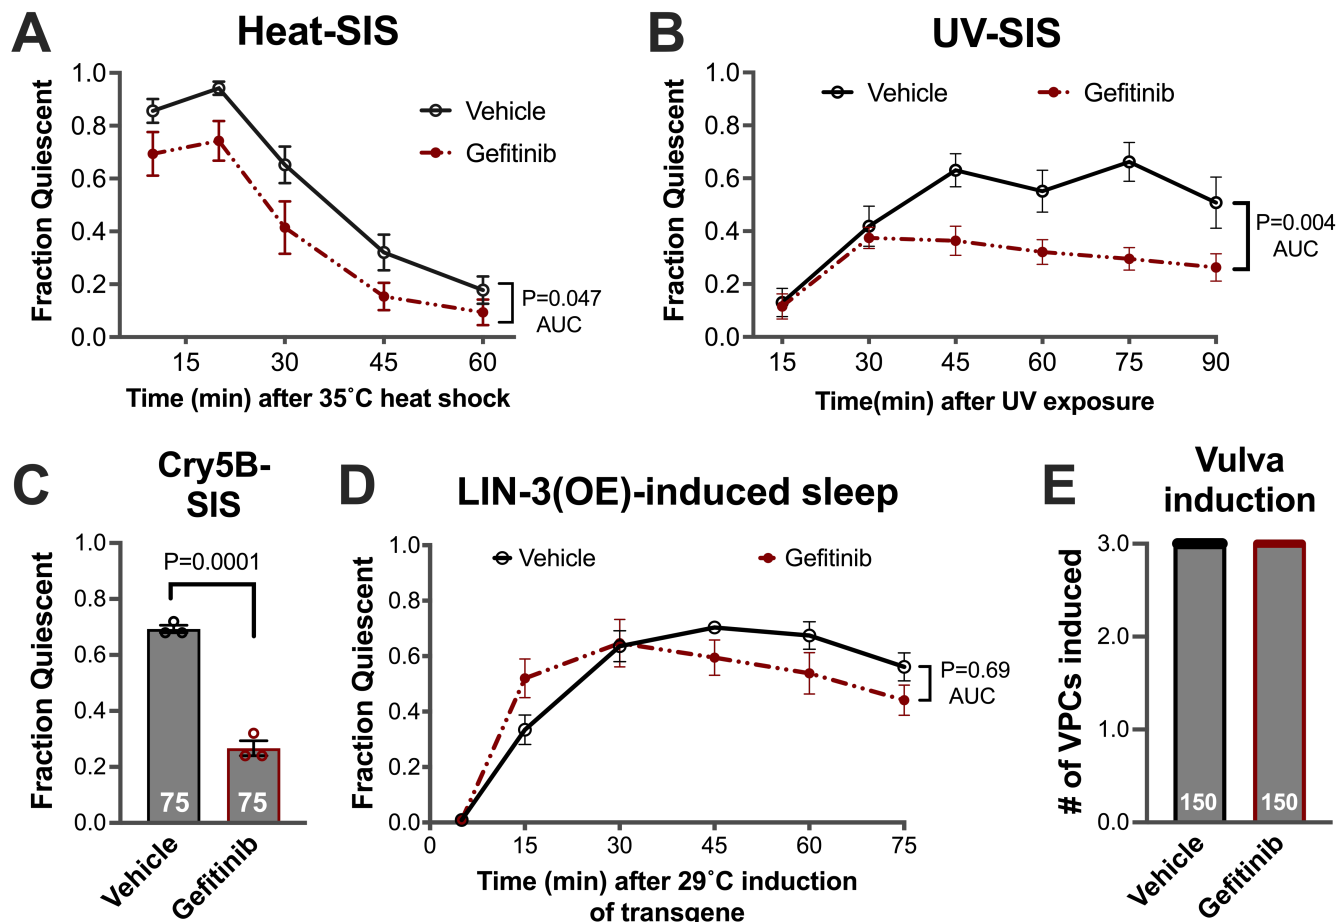 A
Heat-SIS
Fraction Quiescent
1.0
0.8
0.6
0.4
0.2
0.0
Vehicle
Gefitinib
P=0.047
AUC
15
30
45
60
Time (min) after 35˚C heat shock
B
UV-SIS
Fraction Quiescent
1.0
0.8
0.6
0.4
0.2
0.0
Vehicle
Gefitinib
P=0.004
AUC
15
30
45
60
75
90
Time(min) after UV exposure
C
Cry5B-
SIS
Fraction Quiescent
1.0
0.8
0.6
0.4
0.2
0.0
P=0.0001
75
75
Vehicle
Gefitinib
D
LIN-3(OE)-induced sleep
Fraction Quiescent
1.0
0.8
0.6
0.4
0.2
0.0
Vehicle
Gefitinib
P=0.69
AUC
0
15
30
45
60
75
Time (min) after 29˚C induction
of transgene
E
Vulva
induction
# of VPCs induced
3.0
2.0
1.0
0.0
150
150
Vehicle
Gefitinib